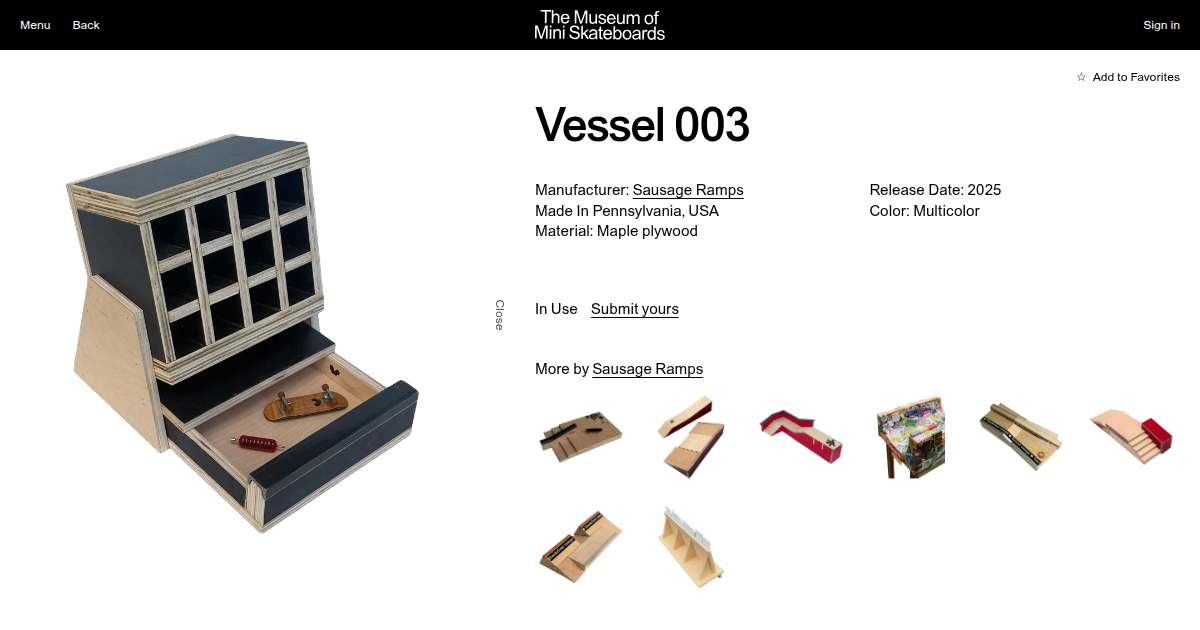 Menu
Back
The Museum of
Mini Skateboards
Sign in
☆ Add to Favorites
Vessel 003
Manufacturer: Sausage Ramps
Made In Pennsylvania, USA
Material: Maple plywood
Release Date: 2025
Color: Multicolor
Close
In Use
Submit yours
More by Sausage Ramps